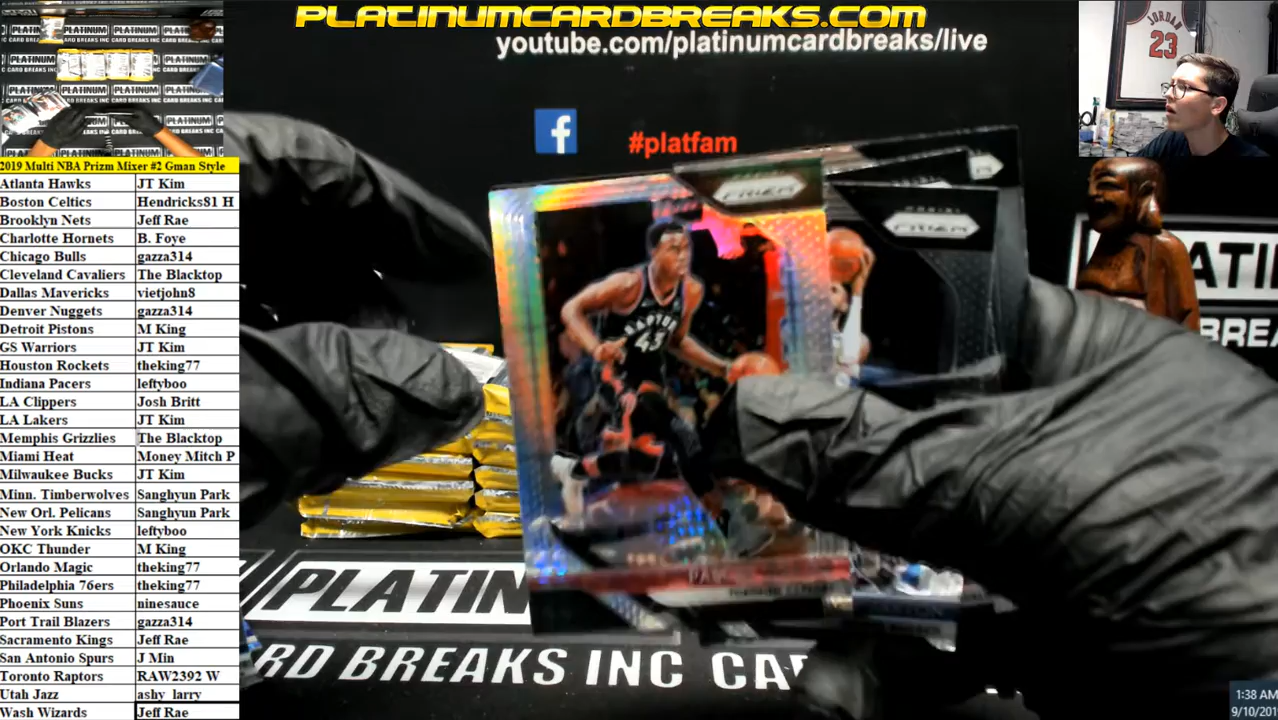 PLATINUMCARDBREAKS.COM
youtube.com/platinumcardbreaks/live
#platfam
JORDAN
23
2019 Multi NBA Prizm Mixer #2 Gman Style
Atlanta Hawks JT Kim
Boston Celtics Hendricks81 H
Brooklyn Nets Jeff Rae
Charlotte Hornets B. Foye
Chicago Bulls gazza314
Cleveland Cavaliers The Blacktop
Dallas Mavericks vietjohn8
Denver Nuggets gazza314
Detroit Pistons M King
GS Warriors JT Kim
Houston Rockets theking77
Indiana Pacers leftyboo
LA Clippers Josh Britt
LA Lakers JT Kim
Memphis Grizzlies The Blacktop
Miami Heat Money Mitch P
Milwaukee Bucks JT Kim
Minn. Timberwolves Sanghyun Park
New Orl. Pelicans Sanghyun Park
New York Knicks leftyboo
OKC Thunder M King
Orlando Magic theking77
Philadelphia 76ers theking77
Phoenix Suns ninesauce
Port Trail Blazers gazza314
Sacramento Kings Jeff Rae
San Antonio Spurs J Min
Toronto Raptors RAW2392 W
Utah Jazz ashy_larry
Wash Wizards Jeff Rae
PRIZM
PRIZM
43
PLATIN
RD BREAKS INC CA
1:38 AM
9/10/201